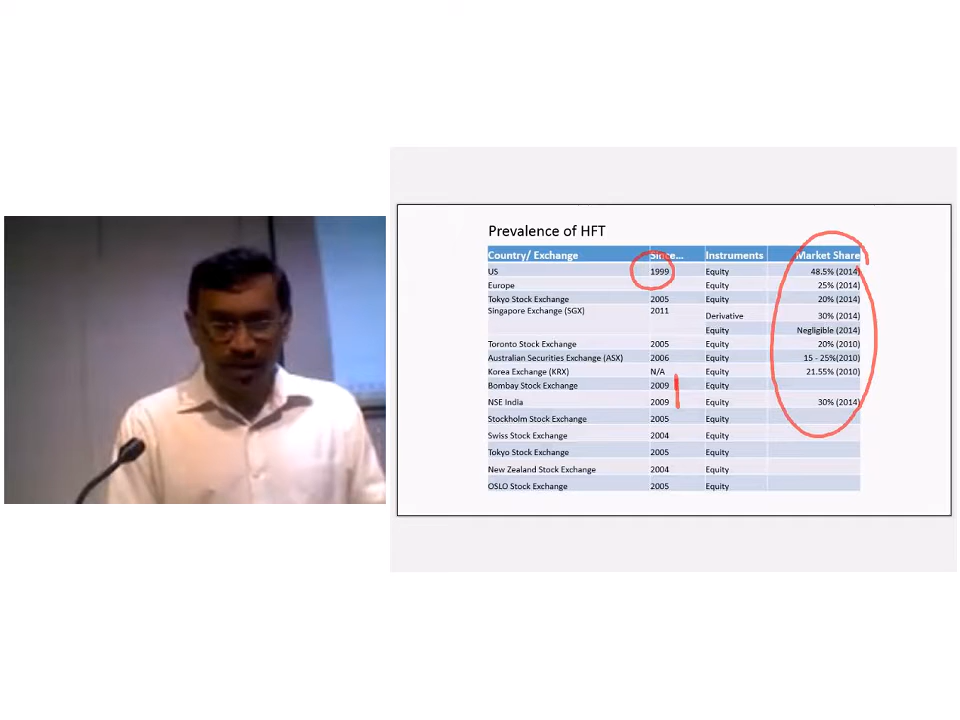 Prevalence of HFT
Country/ Exchange Since... Instruments Market Share
US 1999 Equity 48.5% (2014)
Europe Equity 25% (2014)
Tokyo Stock Exchange 2005 Equity 20% (2014)
Singapore Exchange (SGX) 2011 Derivative 30% (2014)
Equity Negligible (2014)
Toronto Stock Exchange 2005 Equity 20% (2010)
Australian Securities Exchange (ASX) 2006 Equity 15 - 25%(2010)
Korea Exchange (KRX) N/A Equity 21.55% (2010)
Bombay Stock Exchange 2009 Equity
NSE India 2009 Equity 30% (2014)
Stockholm Stock Exchange 2005 Equity
Swiss Stock Exchange 2004 Equity
Tokyo Stock Exchange 2005 Equity
New Zealand Stock Exchange 2004 Equity
OSLO Stock Exchange 2005 Equity